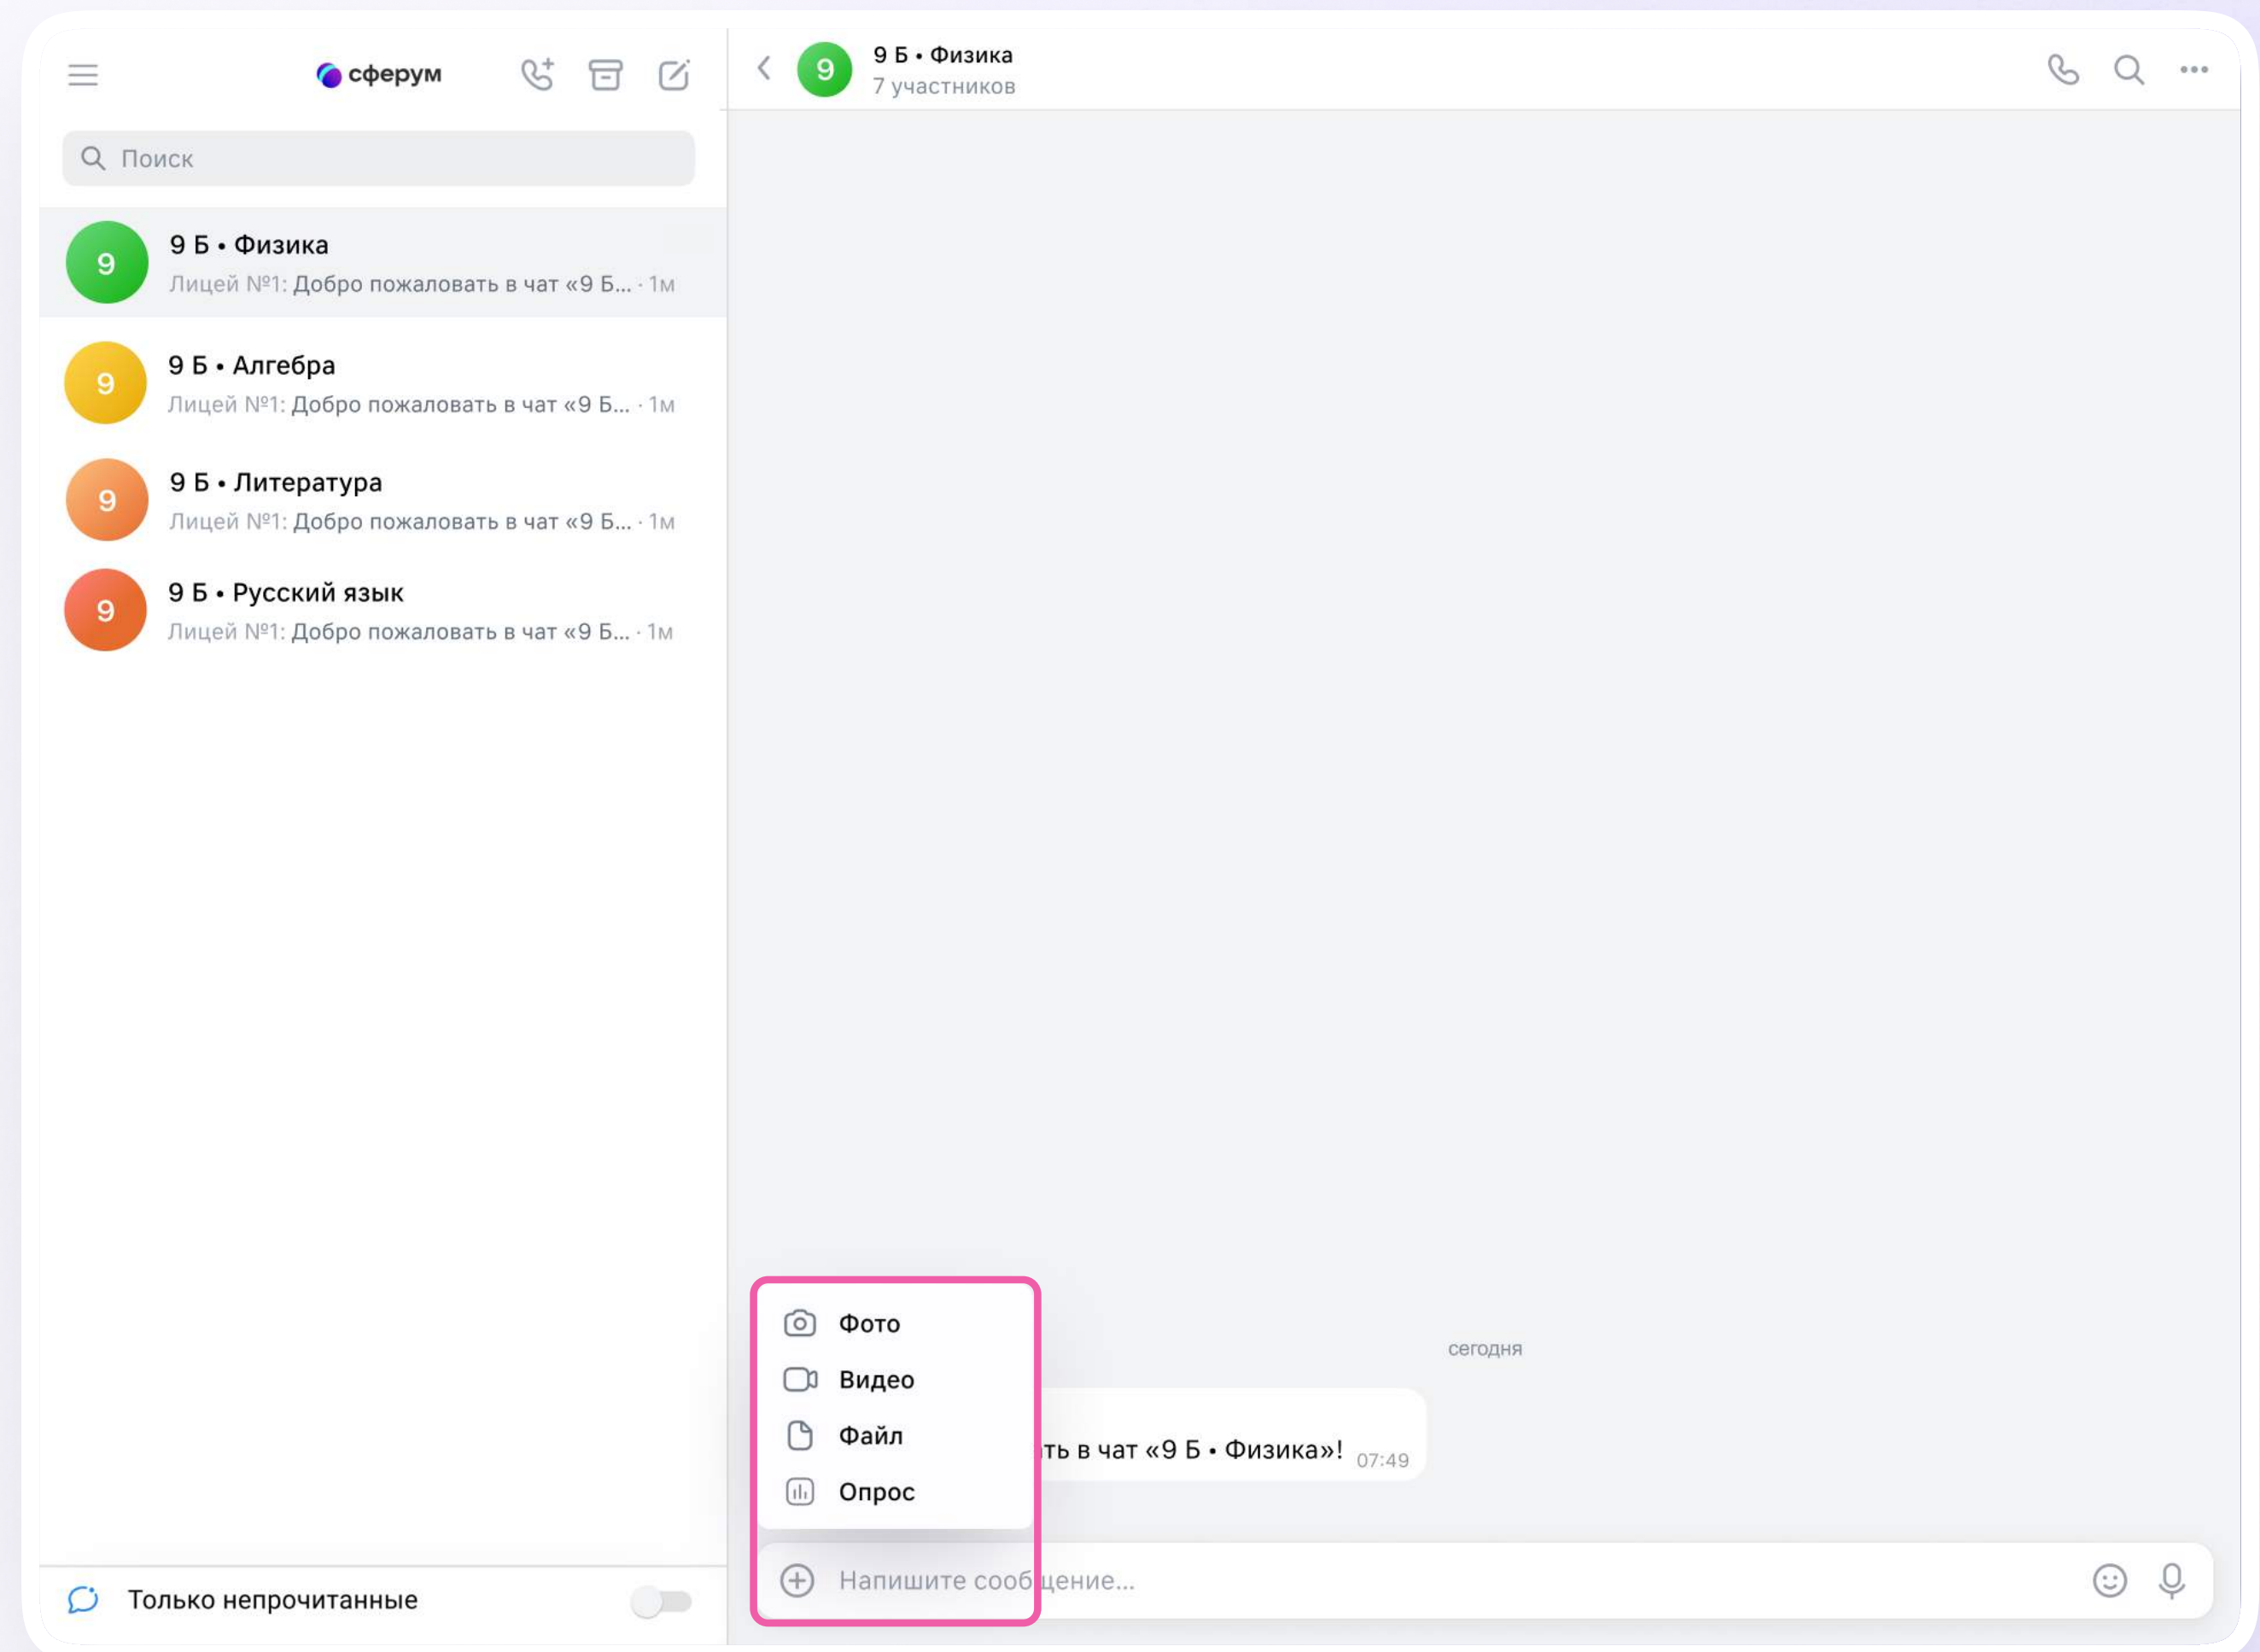 сферум
Поиск
9
9 Б • Физика
Лицей №1: Добро пожаловать в чат «9 Б... · 1м
9
9 Б • Алгебра
Лицей №1: Добро пожаловать в чат «9 Б... · 1м
9
9 Б • Литература
Лицей №1: Добро пожаловать в чат «9 Б... · 1м
9
9 Б • Русский язык
Лицей №1: Добро пожаловать в чат «9 Б... · 1м
Только непрочитанные
9
9 Б • Физика
7 участников
сегодня
ть в чат «9 Б • Физика»! 07:49
Фото
Видео
Файл
Опрос
Напишите сообщение...